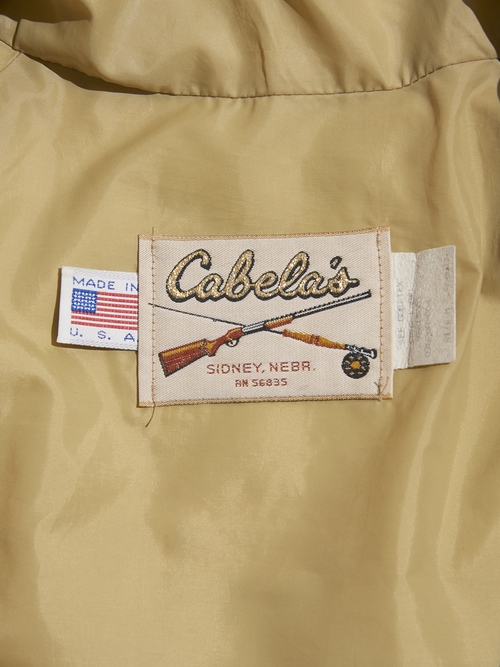 Cabela's
MADE IN
U. S. A.
SIDNEY, NEBR.
RN 56835